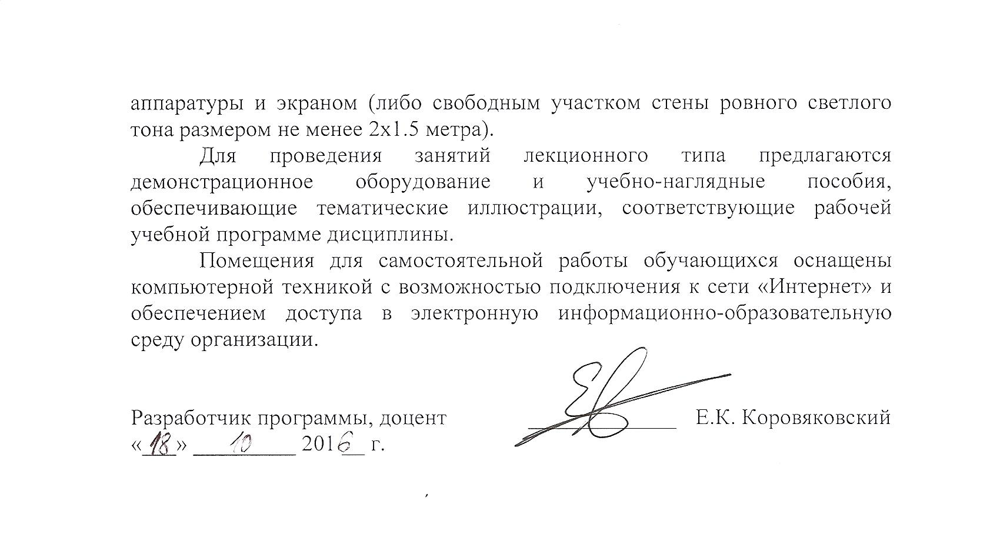 аппаратуры и экраном (либо свободным участком стены ровного светлого
тона размером не менее 2х1.5 метра).
Для проведения занятий лекционного типа предлагаются
демонстрационное оборудование и учебно-наглядные пособия,
обеспечивающие тематические иллюстрации, соответствующие рабочей
учебной программе дисциплины.
Помещения для самостоятельной работы обучающихся оснащены
компьютерной техникой с возможностью подключения к сети «Интернет» и
обеспечением доступа в электронную информационно-образовательную
среду организации.
Разработчик программы, доцент Е.К. Коровяковский
«18» 10 2016 г.